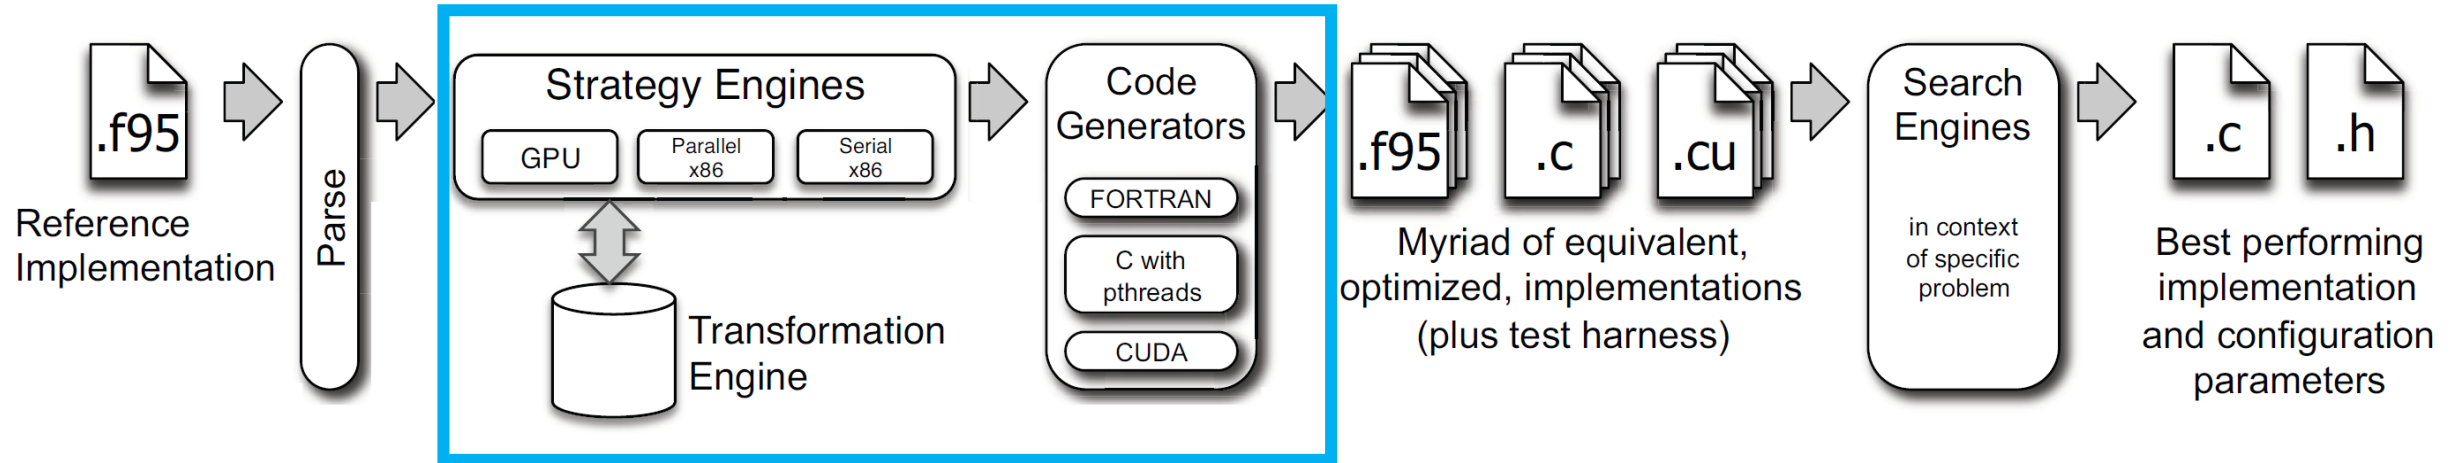 .f95
Reference
Implementation
Parse
Strategy Engines
GPU
Parallel
x86
Serial
x86
Transformation
Engine
Code
Generators
FORTRAN
C with
pthreads
CUDA
.f95
.c
.cu
Myriad of equivalent,
optimized, implementations
(plus test harness)
Search
Engines
in context
of specific
problem
.c
.h
Best performing
implementation
and configuration
parameters